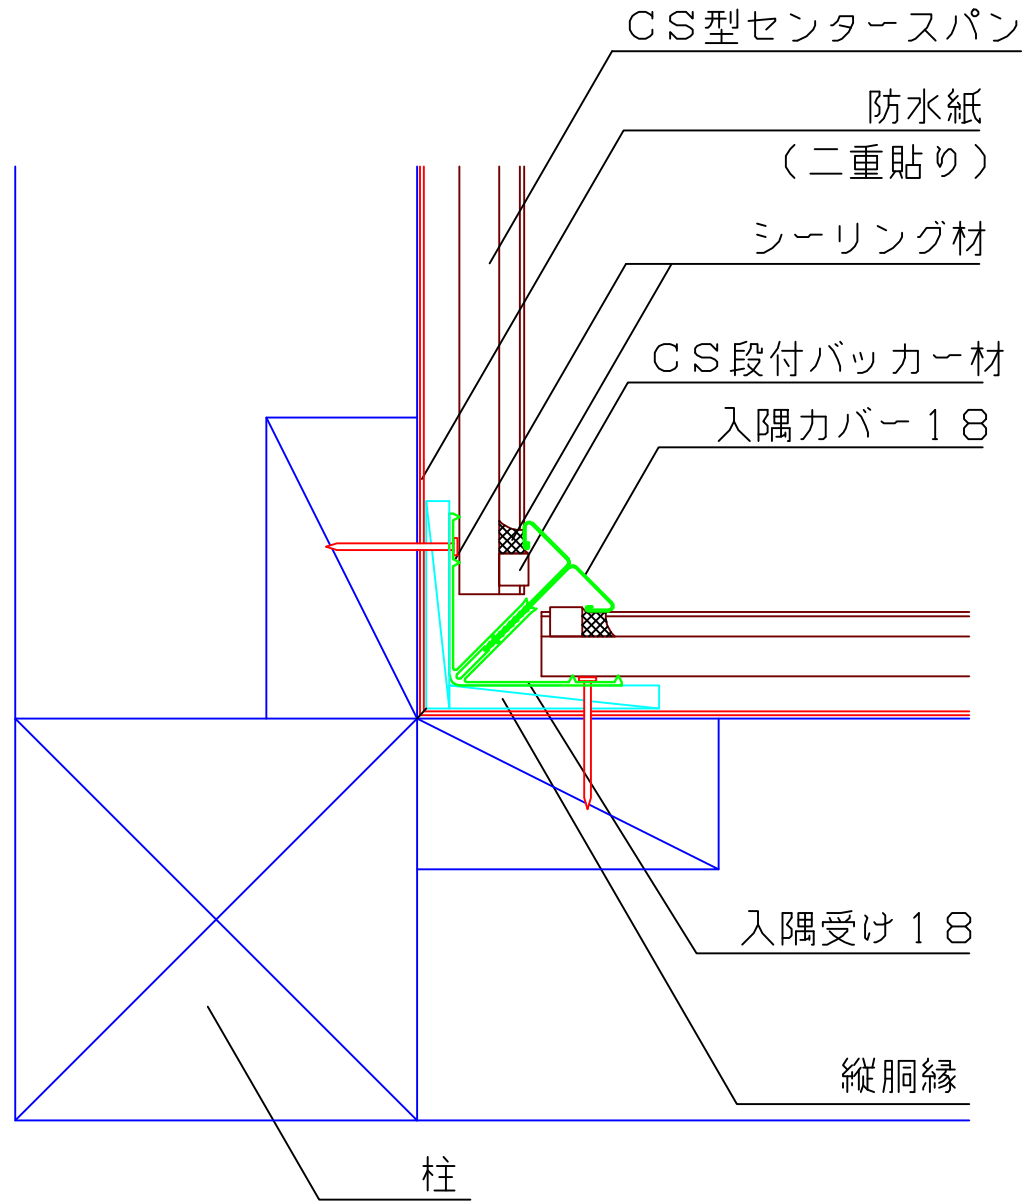 ＣＳ型センタースパン
防水紙
（二重貼り）
シーリング材
ＣＳ段付バッカー材
入隅カバー１８
入隅受け１８
縦胴縁
柱